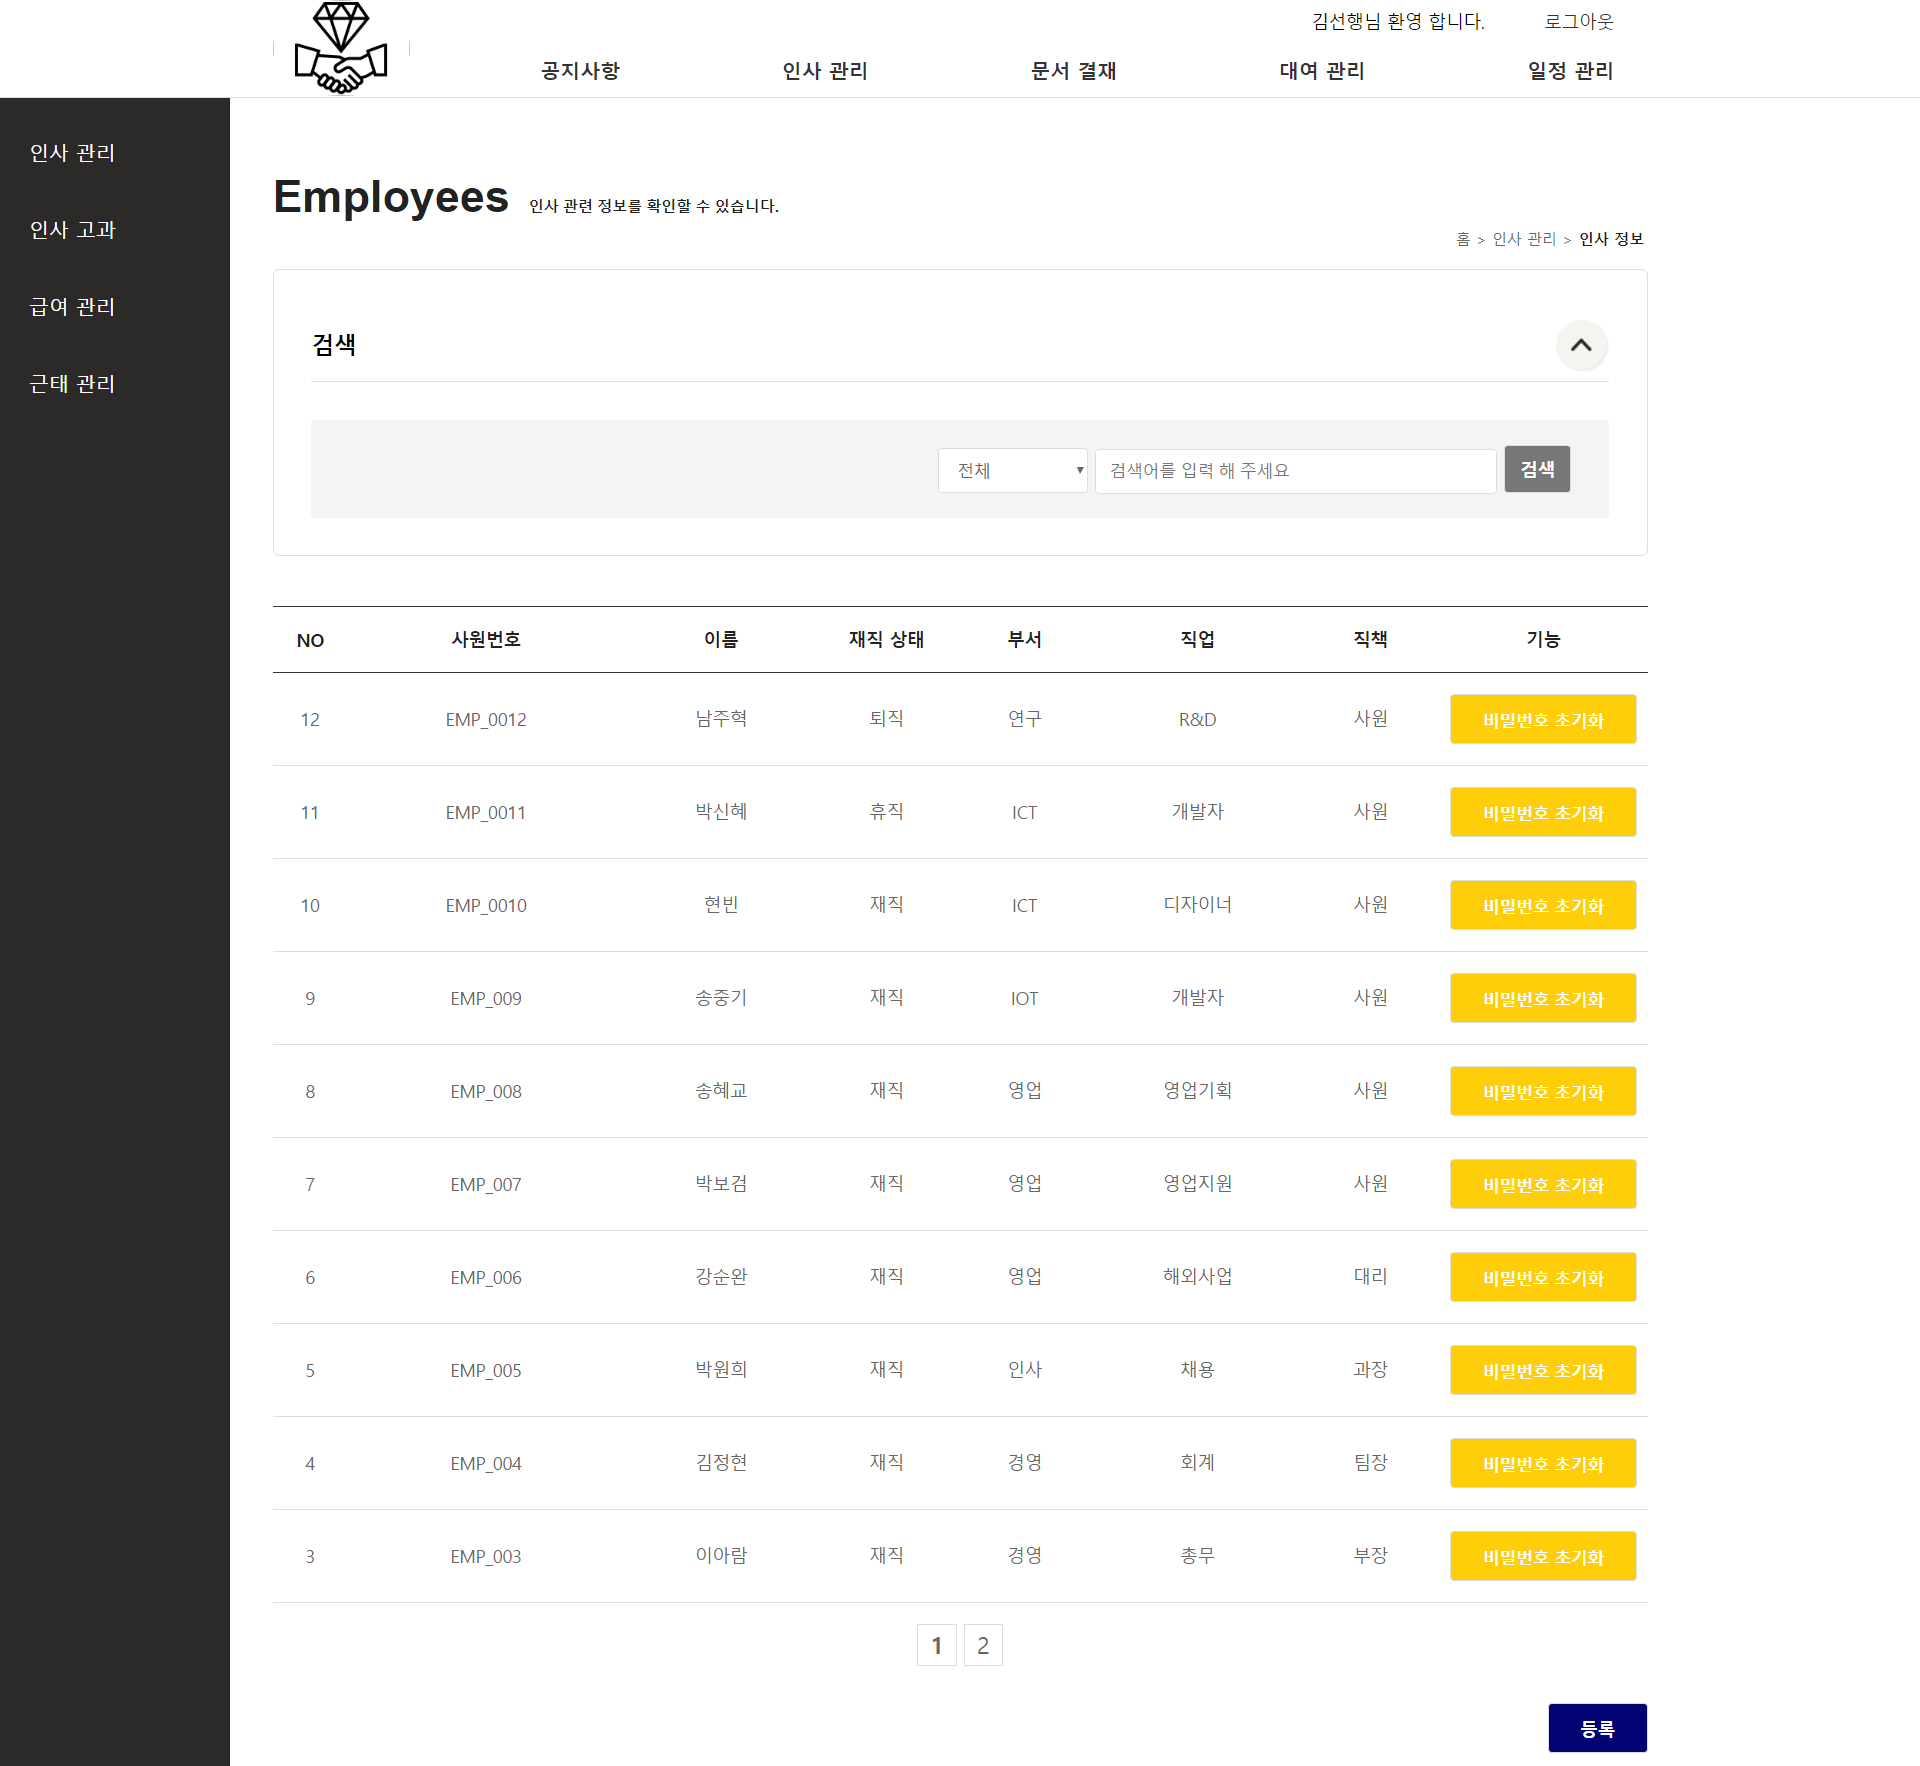 김선행님 환영 합니다. 로그아웃
공지사항 인사 관리 문서 결재 대여 관리 일정 관리
인사 관리
인사 고과
급여 관리
근태 관리
Employees 인사 관련 정보를 확인할 수 있습니다.
홈 > 인사 관리 > 인사 정보
검색
전체 검색어를 입력 해 주세요 검색
NO 사원번호 이름 재직 상태 부서 직업 직책 기능
12 EMP_0012 남주혁 퇴직 연구 R&D 사원 비밀번호 초기화
11 EMP_0011 박신혜 휴직 ICT 개발자 사원 비밀번호 초기화
10 EMP_0010 현빈 재직 ICT 디자이너 사원 비밀번호 초기화
9 EMP_009 송중기 재직 IOT 개발자 사원 비밀번호 초기화
8 EMP_008 송혜교 재직 영업 영업기획 사원 비밀번호 초기화
7 EMP_007 박보검 재직 영업 영업지원 사원 비밀번호 초기화
6 EMP_006 강순완 재직 영업 해외사업 대리 비밀번호 초기화
5 EMP_005 박원희 재직 인사 채용 과장 비밀번호 초기화
4 EMP_004 김정현 재직 경영 회계 팀장 비밀번호 초기화
3 EMP_003 이아람 재직 경영 총무 부장 비밀번호 초기화
1 2
등록